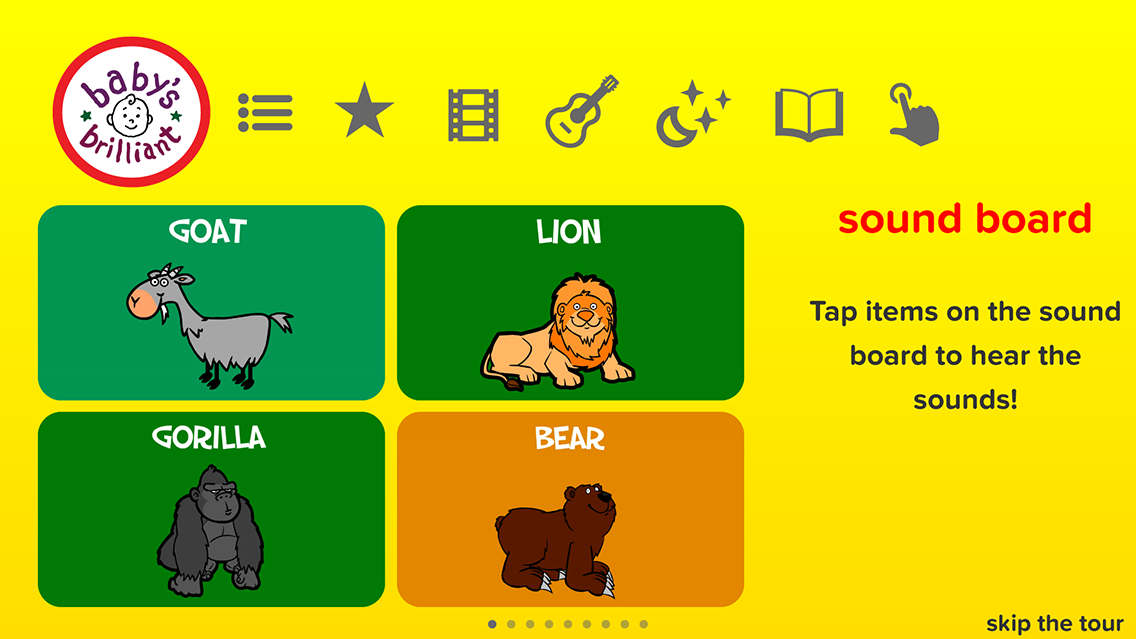 baby's
brilliant
GOAT
LION
GORILLA
BEAR
sound board
Tap items on the sound
board to hear the
sounds!
skip the tour